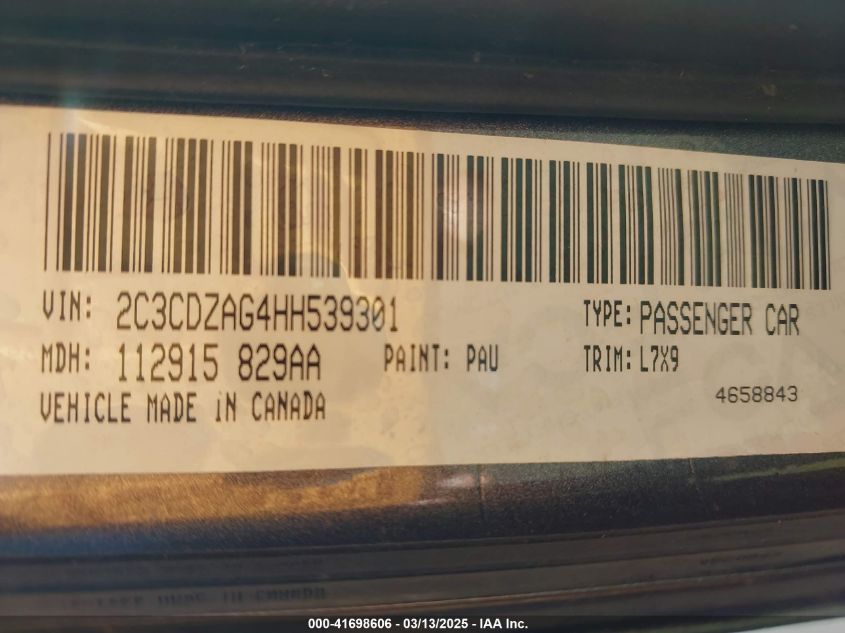 VIN: 2C3CDZAG4HH539301 TYPE: PASSENGER CAR
MDH: 112915 829AA PAINT: PAU TRIM: L7X9
VEHICLE MADE iN CANADA 4658843
000-41698606 - 03/13/2025 - IAA Inc.